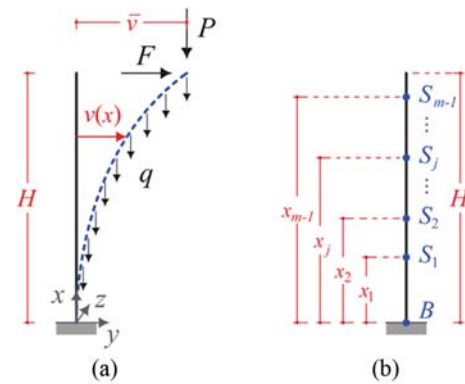 v̄
P
F
v(x)
H
q
x
z
y
(a)
S_{m-1}
⋮
S_j
⋮
S_2
S_1
x_{m-1}
x_j
x_2
x_1
H
B
(b)